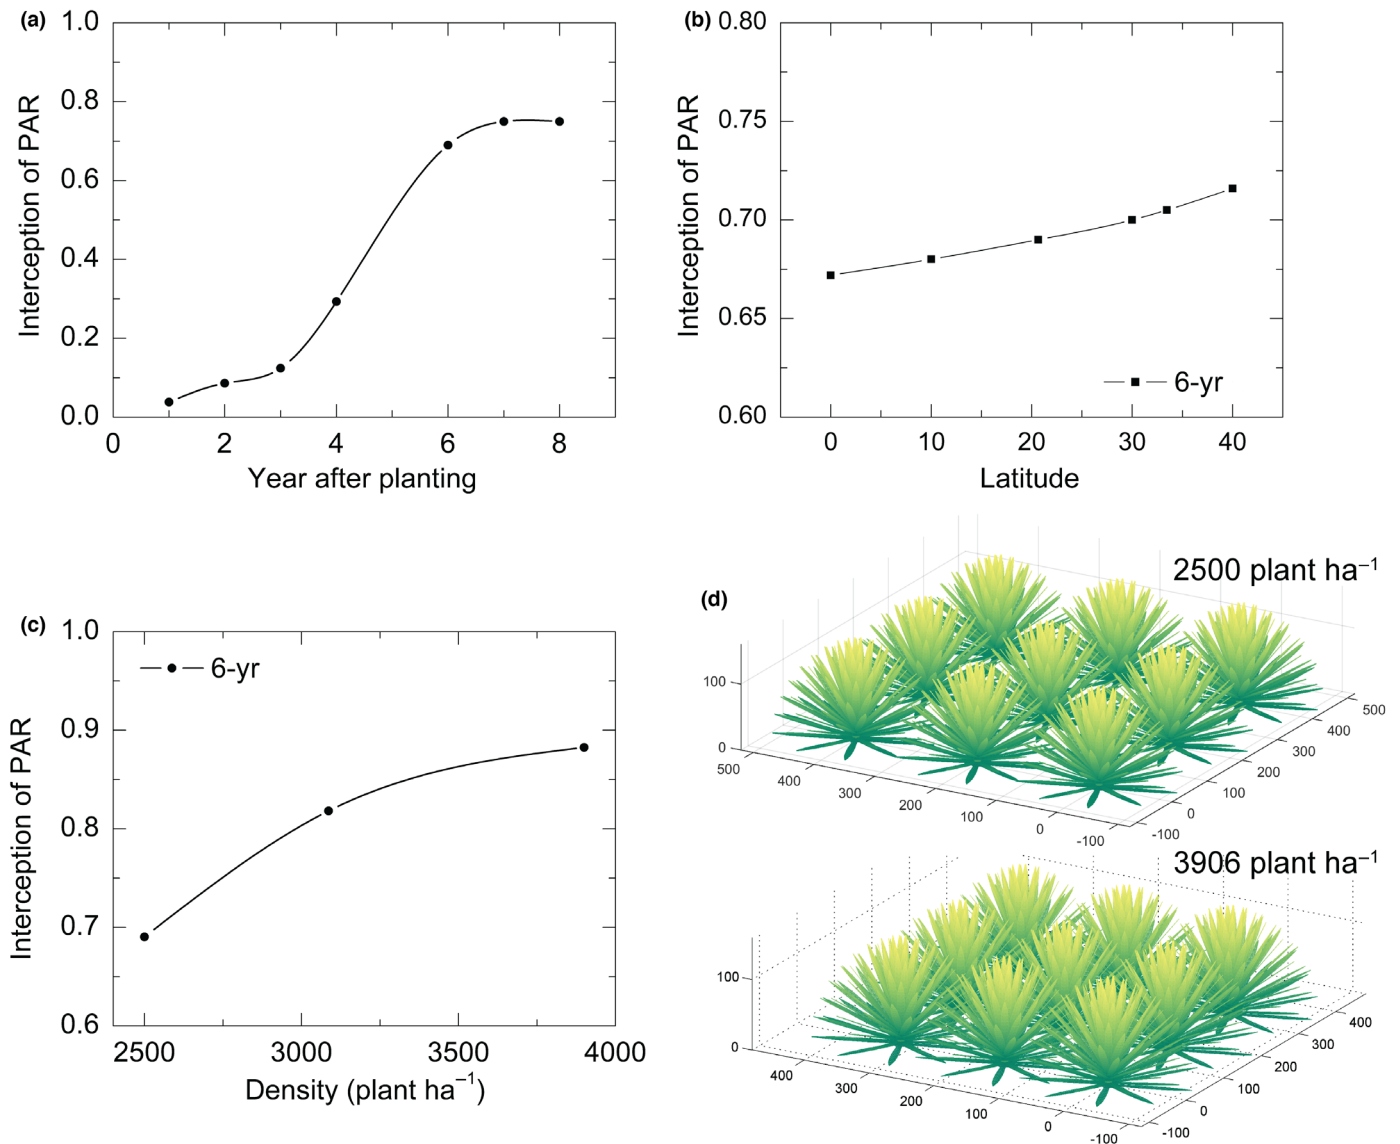 (a)
1.0
0.8
0.6
0.4
0.2
0.0
Interception of PAR
0 2 4 6 8
Year after planting
(b)
0.80
0.75
0.70
0.65
0.60
Interception of PAR
6-yr
0 10 20 30 40
Latitude
(c)
1.0
0.9
0.8
0.7
0.6
Interception of PAR
6-yr
2500 3000 3500 4000
Density (plant ha⁻¹)
(d)
2500 plant ha⁻¹
100
0
500 400 300 200 100 0 -100
-100 0 100 200 300 400 500
3906 plant ha⁻¹
100
0
400 300 200 100 0 -100
-100 0 100 200 300 400